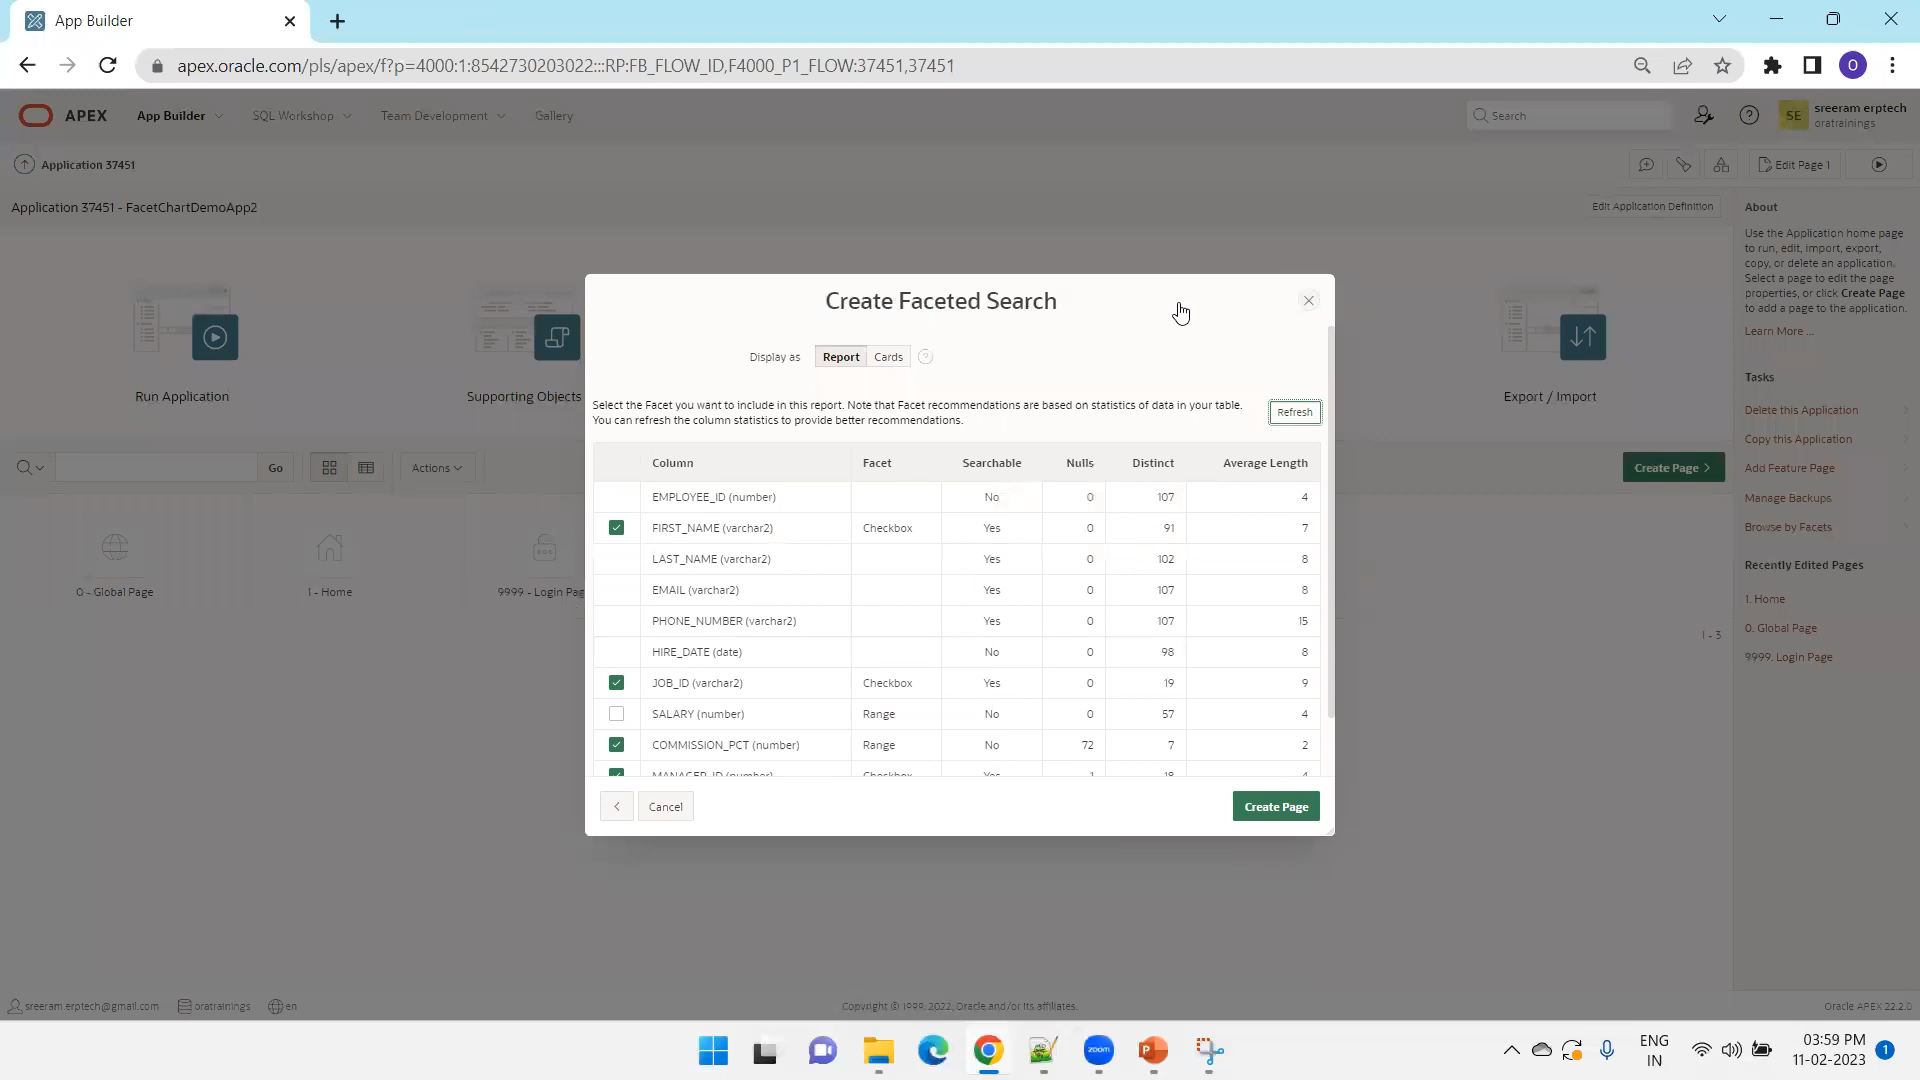 App Builder
apex.oracle.com/pls/apex/f?p=4000:1:8542730203022:::RP:FB_FLOW_ID,F4000_P1_FLOW:37451,37451
O
APEX
App Builder
SQL Workshop
Team Development
Gallery
Search
SE
sreeram erptech
oratrainings
Application 37451
Edit Page 1
Application 37451 - FacetChartDemoApp2
Edit Application Definition
Run Application
Supporting Objects
Export / Import
Go
Actions
Create Page >
0 - Global Page
1 - Home
9999 - Login Pag
1 - 3
About
Use the Application home page
to run, edit, import, export,
copy, or delete an application.
Select a page to edit the page
properties, or click Create Page
to add a page to the application.
Learn More ...
Tasks
Delete this Application
Copy this Application
Add Feature Page
Manage Backups
Browse by Facets
Recently Edited Pages
1. Home
0. Global Page
9999. Login Page
Create Faceted Search
Display as
Report
Cards
Select the Facet you want to include in this report. Note that Facet recommendations are based on statistics of data in your table.
You can refresh the column statistics to provide better recommendations.
Refresh
Column Facet Searchable Nulls Distinct Average Length
EMPLOYEE_ID (number) No 0 107 4
FIRST_NAME (varchar2) Checkbox Yes 0 91 7
LAST_NAME (varchar2) Yes 0 102 8
EMAIL (varchar2) Yes 0 107 8
PHONE_NUMBER (varchar2) Yes 0 107 15
HIRE_DATE (date) No 0 98 8
JOB_ID (varchar2) Checkbox Yes 0 19 9
SALARY (number) Range No 0 57 4
COMMISSION_PCT (number) Range No 72 7 2
MANAGER_ID (number) Checkbox Yes 1 18 4
<
Cancel
Create Page
sreeram.erptech@gmail.com
oratrainings
en
Copyright © 1999, 2022, Oracle and/or its affiliates.
Oracle APEX 22.2.0
zoom
ENG
IN
03:59 PM
11-02-2023
1